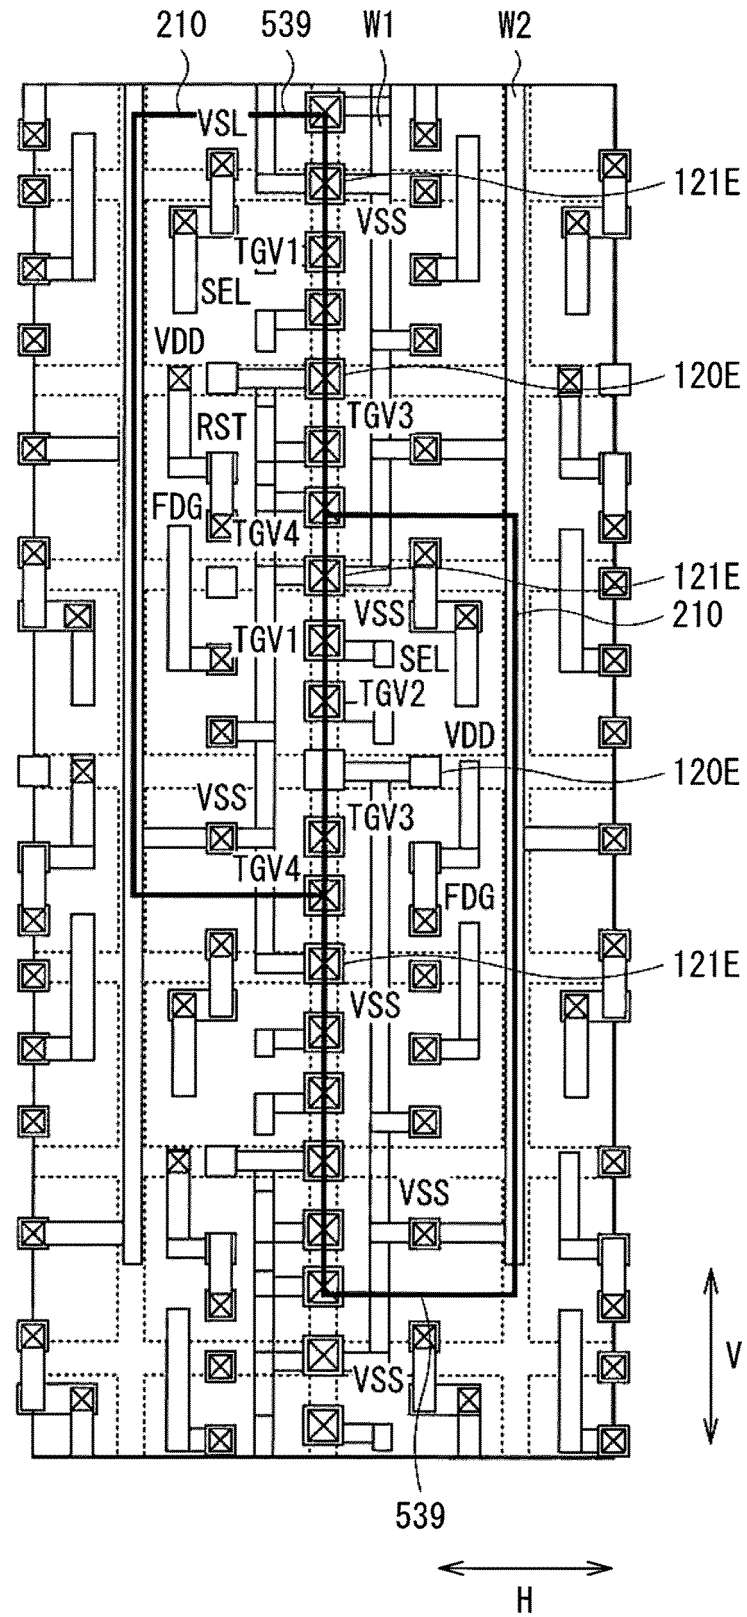 210 539 W1 W2
VSL
121E
VSS
TGV1
SEL
VDD
120E
TGV3
RST
FDG
TGV4
121E
VSS
210
TGV1
SEL
TGV2
VDD
120E
VSS
TGV3
TGV4
FDG
121E
VSS
VSS
V
VSS
539
H